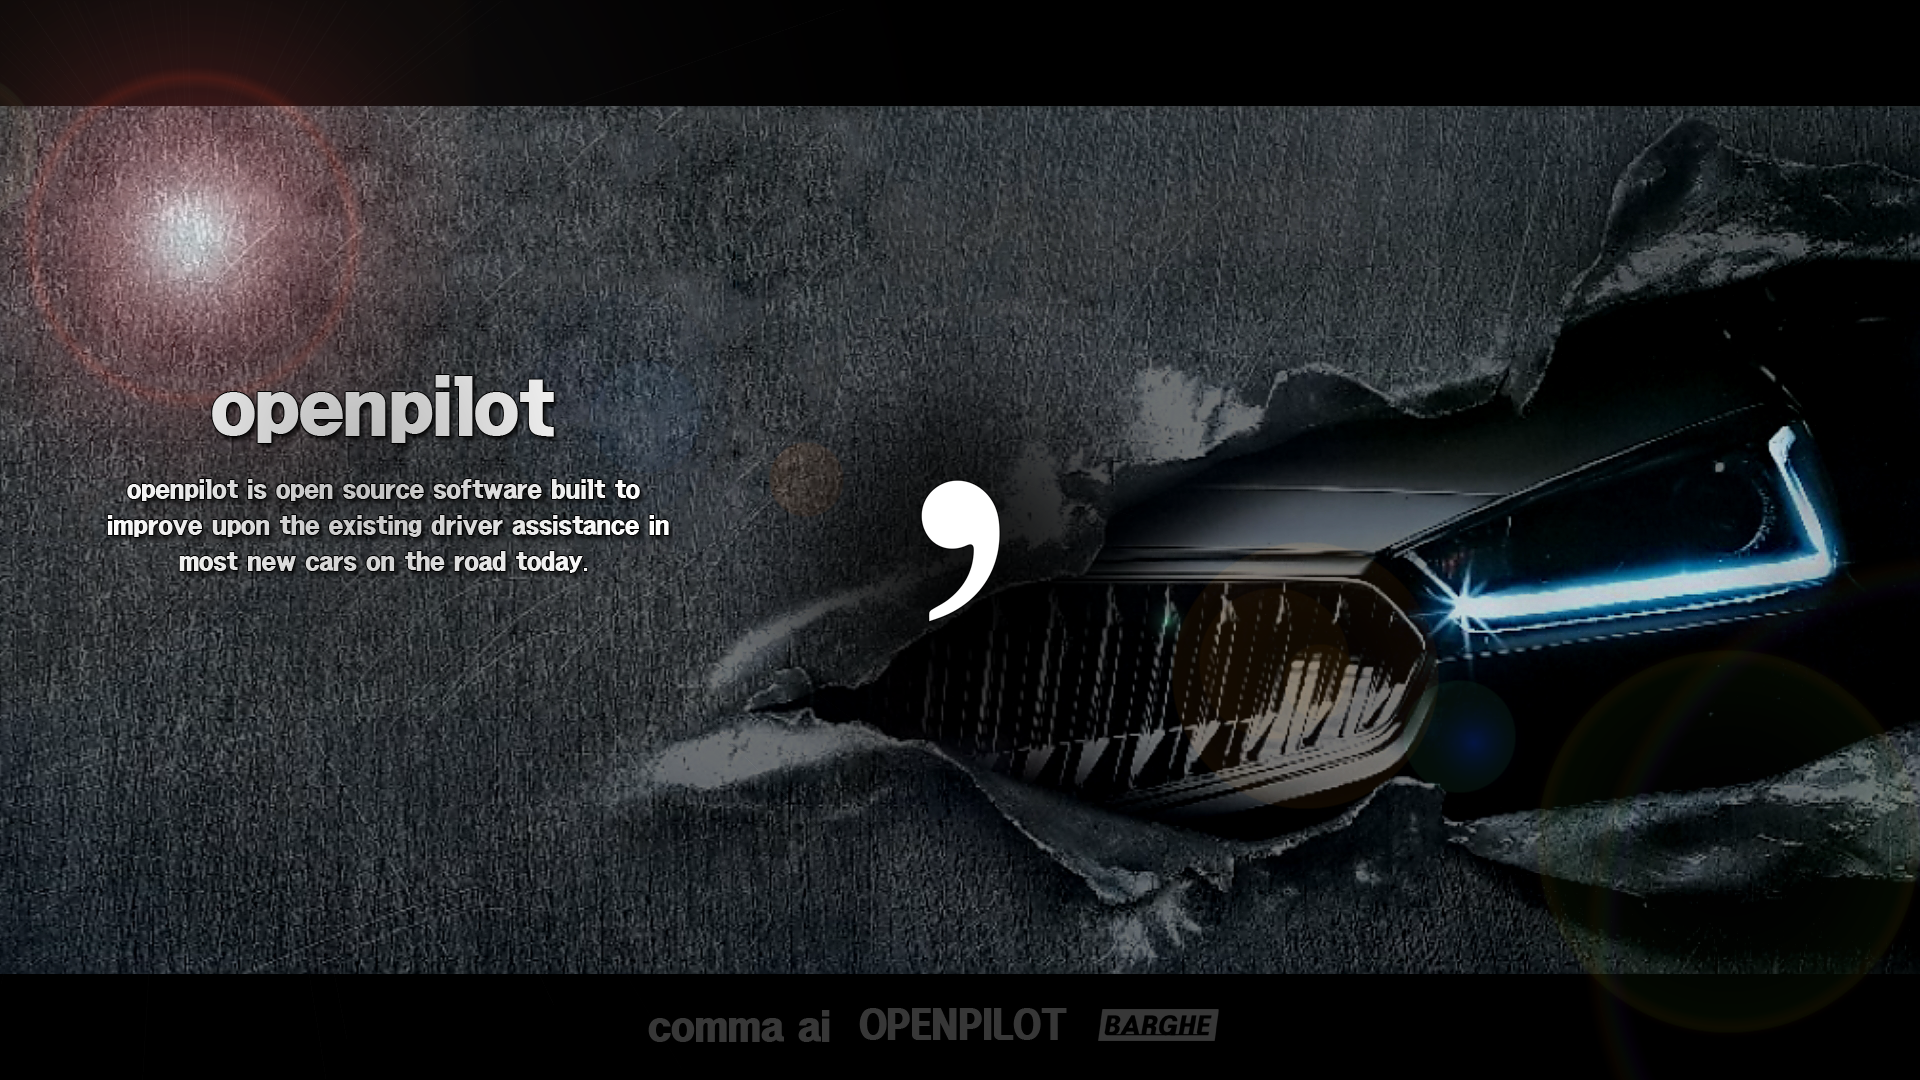 openpilot
openpilot is open source software built to
improve upon the existing driver assistance in
most new cars on the road today.
,
comma ai OPENPILOT BARGHE